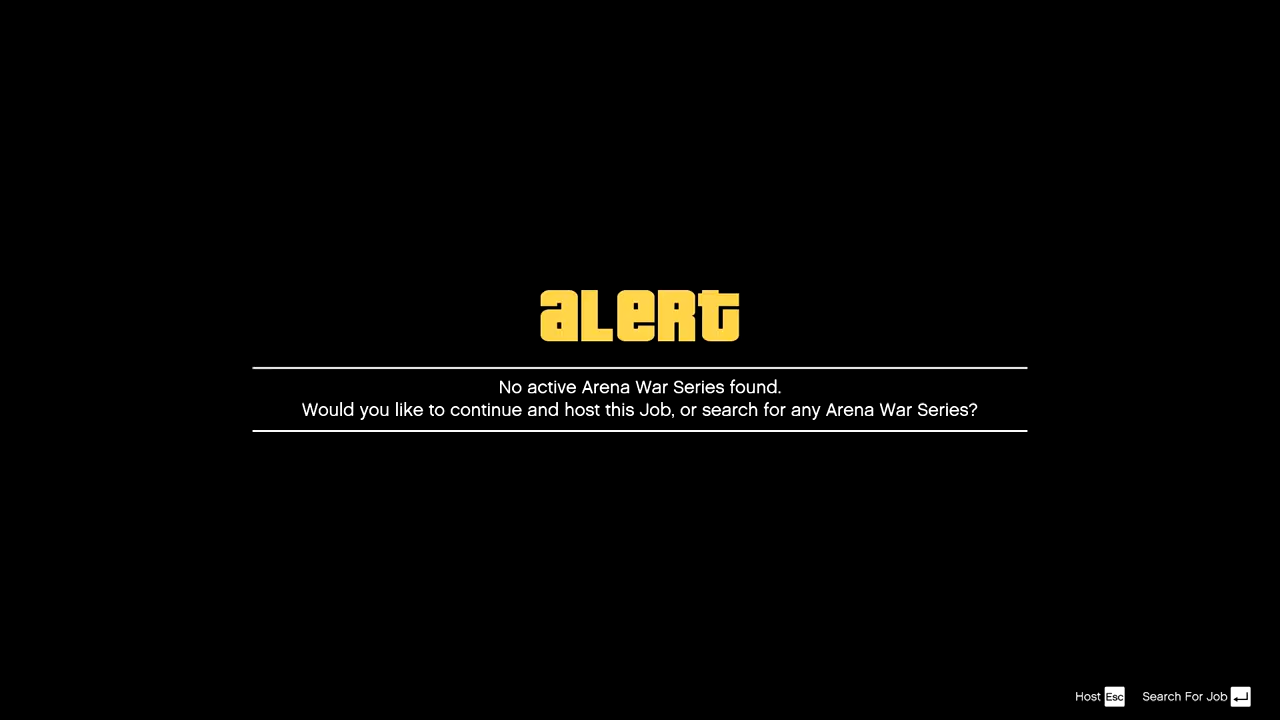 alert
No active Arena War Series found.
Would you like to continue and host this Job, or search for any Arena War Series?
Host Esc Search For Job ↵